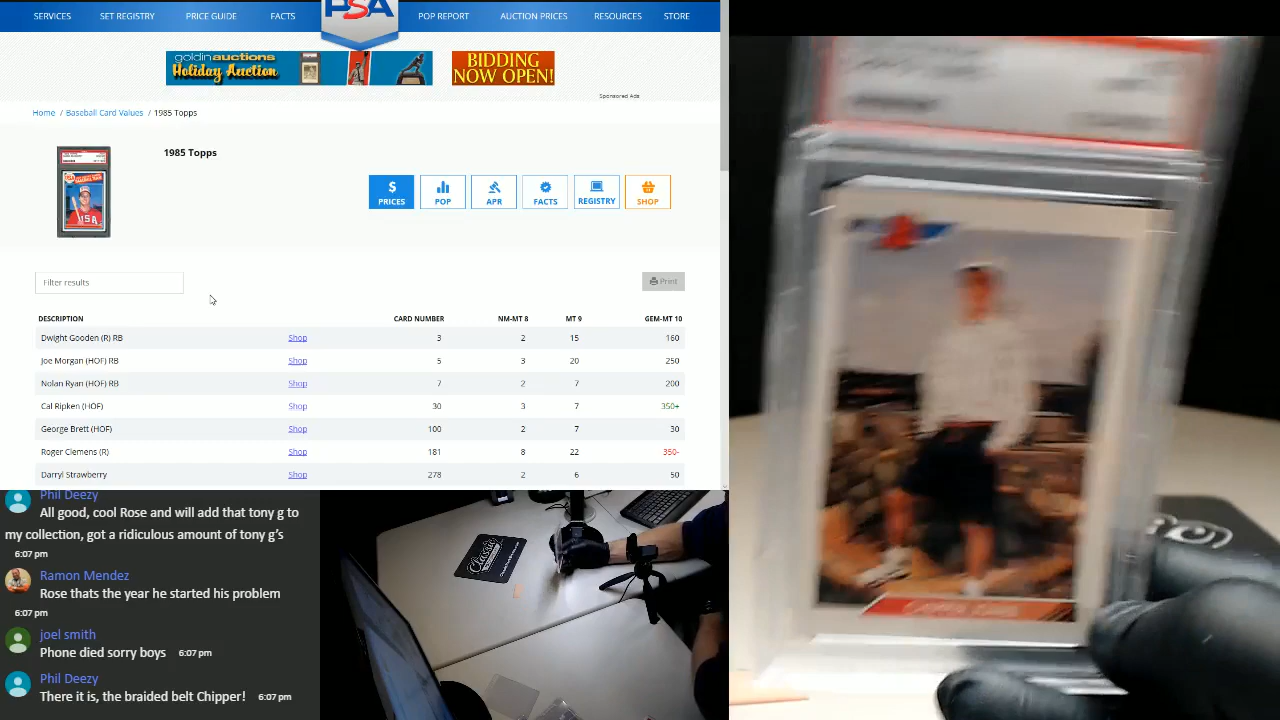 SERVICES SET REGISTRY PRICE GUIDE FACTS PSA POP REPORT AUCTION PRICES RESOURCES STORE
goldinauctions
Holiday Auction
BIDDING
NOW OPEN!
Sponsored Ads
Home / Baseball Card Values / 1985 Topps
1985 Topps
$ PRICES POP APR FACTS REGISTRY SHOP
Filter results
Print
DESCRIPTION CARD NUMBER NM-MT 8 MT 9 GEM-MT 10
Dwight Gooden (R) RB Shop 3 2 15 160
Joe Morgan (HOF) RB Shop 5 3 20 250
Nolan Ryan (HOF) RB Shop 7 2 7 200
Cal Ripken (HOF) Shop 30 3 7 350+
George Brett (HOF) Shop 100 2 7 30
Roger Clemens (R) Shop 181 8 22 350-
Darryl Strawberry Shop 278 2 6 50
Phil Deezy
All good, cool Rose and will add that tony g to
my collection, got a ridiculous amount of tony g's
6:07 pm
Ramon Mendez
Rose thats the year he started his problem
6:07 pm
joel smith
Phone died sorry boys 6:07 pm
Phil Deezy
There it is, the braided belt Chipper! 6:07 pm
Classic